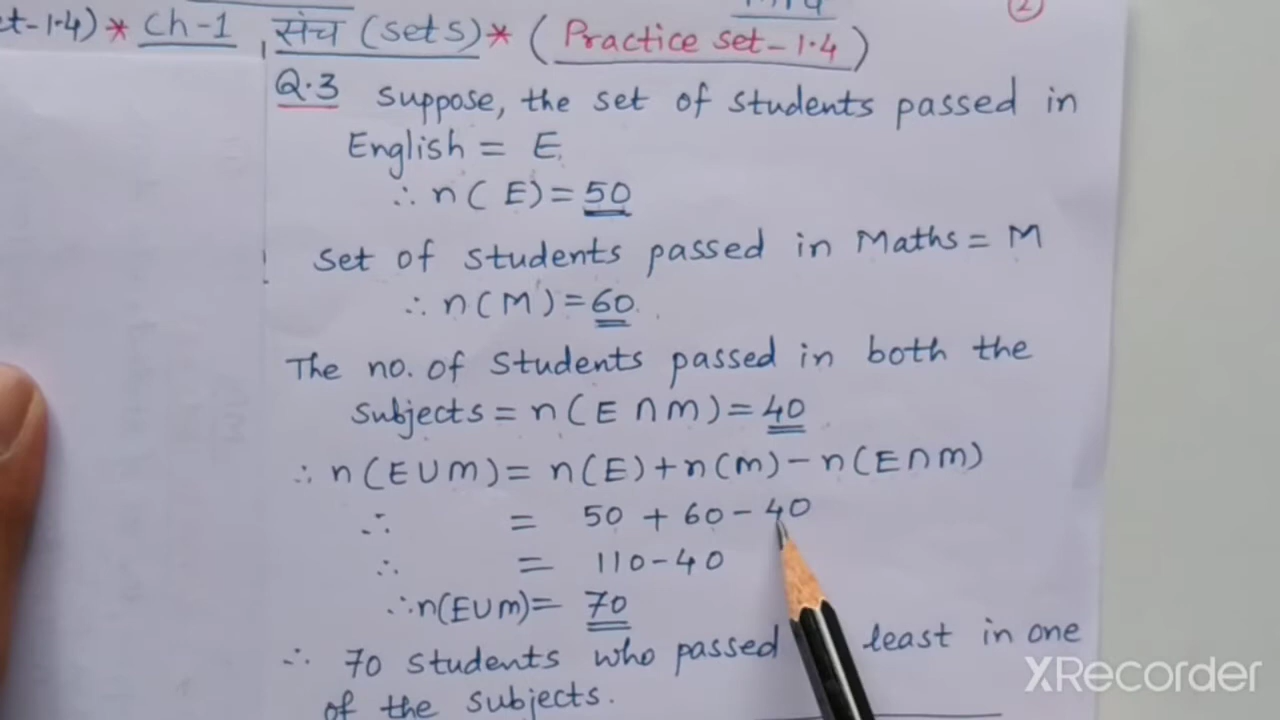 et-1.4) * Ch-1, संच (sets) * (Practice set-1.4)
2
Q.3 Suppose, the set of students passed in
English = E.
∴ n(E) = 50
Set of students passed in Maths = M
∴ n(M) = 60.
The no. of students passed in both the
subjects = n(E∩M) = 40
∴ n(E∪M) = n(E) + n(M) - n(E∩M)
∴ = 50 + 60 - 40
∴ = 110 - 40
∴ n(E∪M) = 70
∴ 70 students who passed least in one
of the subjects.
XRecorder